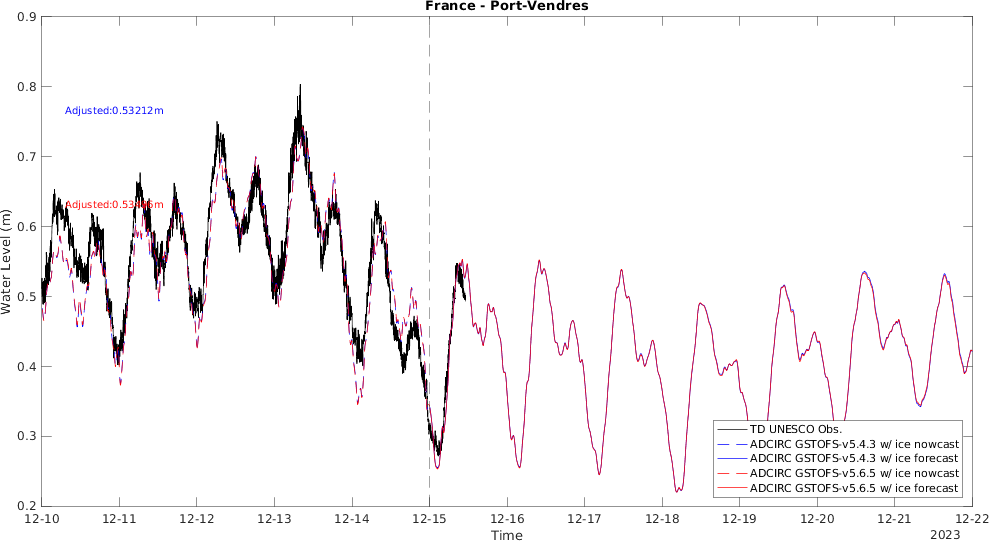 France - Port-Vendres
0.9
0.8
0.7
0.6
0.5
0.4
0.3
0.2
Water Level (m)
Adjusted:0.53212m
TD UNESCO Obs.
ADCIRC GSTOFS-v5.4.3 w/ ice nowcast
ADCIRC GSTOFS-v5.4.3 w/ ice forecast
ADCIRC GSTOFS-v5.6.5 w/ ice nowcast
ADCIRC GSTOFS-v5.6.5 w/ ice forecast
12-10 12-11 12-12 12-13 12-14 12-15 12-16 12-17 12-18 12-19 12-20 12-21 12-22
Time
2023